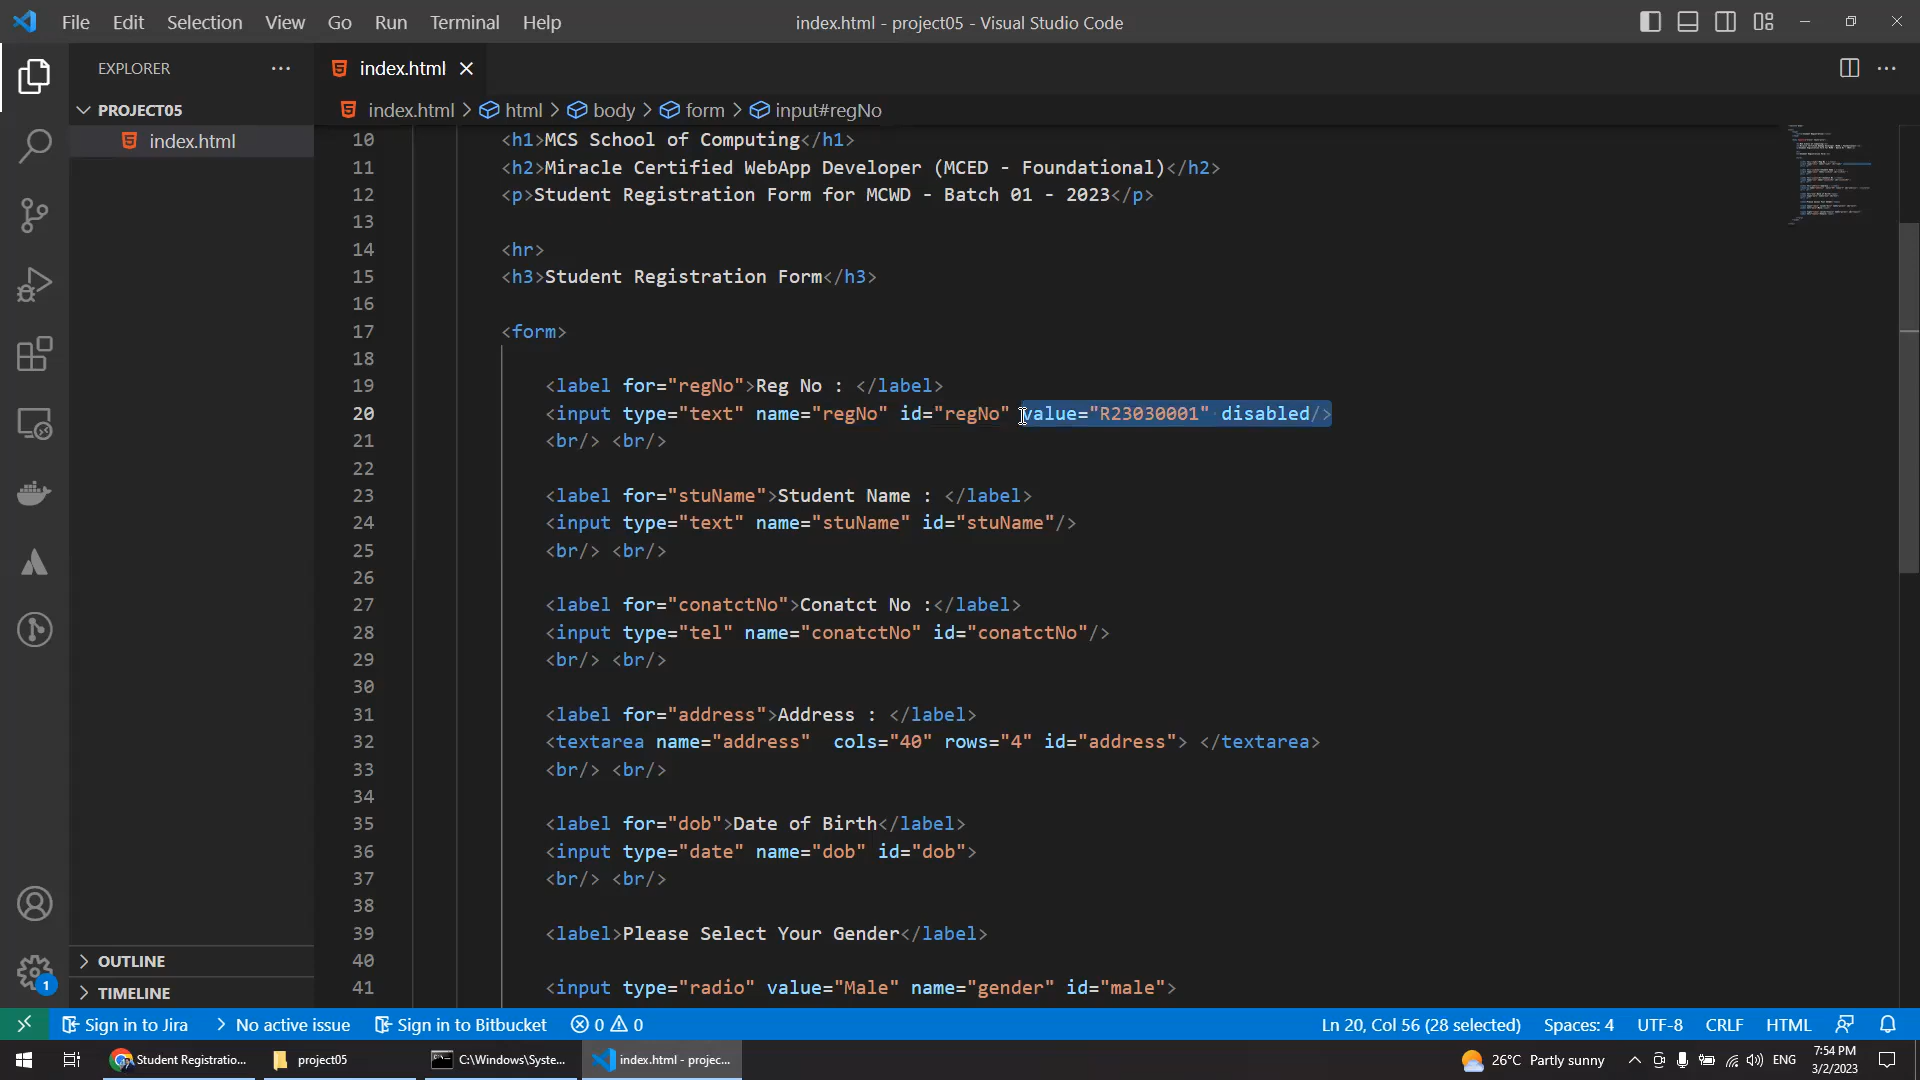 File Edit Selection View Go Run Terminal Help index.html - project05 - Visual Studio Code
EXPLORER
PROJECT05
index.html
OUTLINE
TIMELINE
index.html
index.html > html > body > form > input#regNo
10 <h1>MCS School of Computing</h1>
11 <h2>Miracle Certified WebApp Developer (MCED - Foundational)</h2>
12 <p>Student Registration Form for MCWD - Batch 01 - 2023</p>
13
14 <hr>
15 <h3>Student Registration Form</h3>
16
17 <form>
18
19 <label for="regNo">Reg No : </label>
20 <input type="text" name="regNo" id="regNo" value="R23030001" disabled/>
21 <br/> <br/>
22
23 <label for="stuName">Student Name : </label>
24 <input type="text" name="stuName" id="stuName"/>
25 <br/> <br/>
26
27 <label for="conatctNo">Conatct No :</label>
28 <input type="tel" name="conatctNo" id="conatctNo"/>
29 <br/> <br/>
30
31 <label for="address">Address : </label>
32 <textarea name="address"  cols="40" rows="4" id="address"> </textarea>
33 <br/> <br/>
34
35 <label for="dob">Date of Birth</label>
36 <input type="date" name="dob" id="dob">
37 <br/> <br/>
38
39 <label>Please Select Your Gender</label>
40
41 <input type="radio" value="Male" name="gender" id="male">
1
Sign in to Jira > No active issue Sign in to Bitbucket 0 0 Ln 20, Col 56 (28 selected) Spaces: 4 UTF-8 CRLF HTML
Student Registratio... project05 C:\Windows\Syste... index.html - projec... 26°C Partly sunny ENG 7:54 PM
3/2/2023